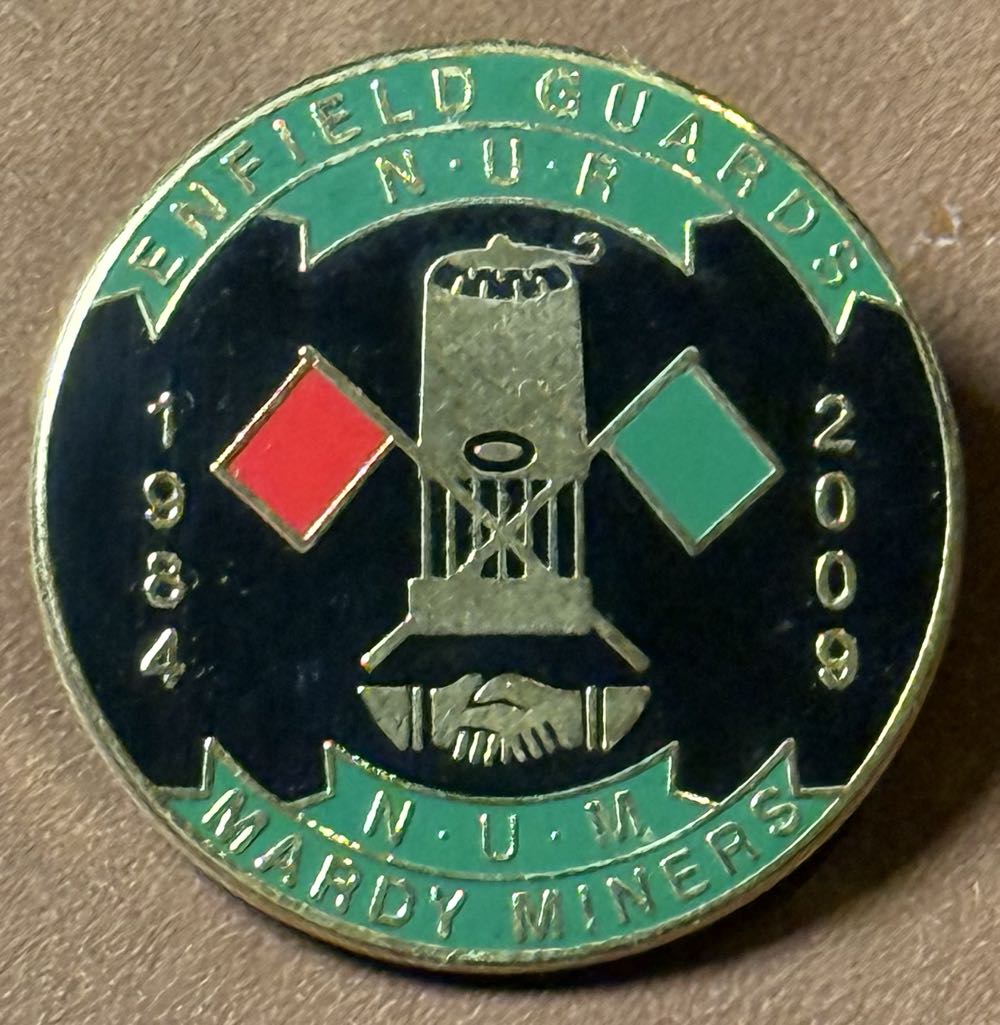 ENFIELD GUARDS
N·U·R
1984
2009
N·U·M
MARDY MINERS